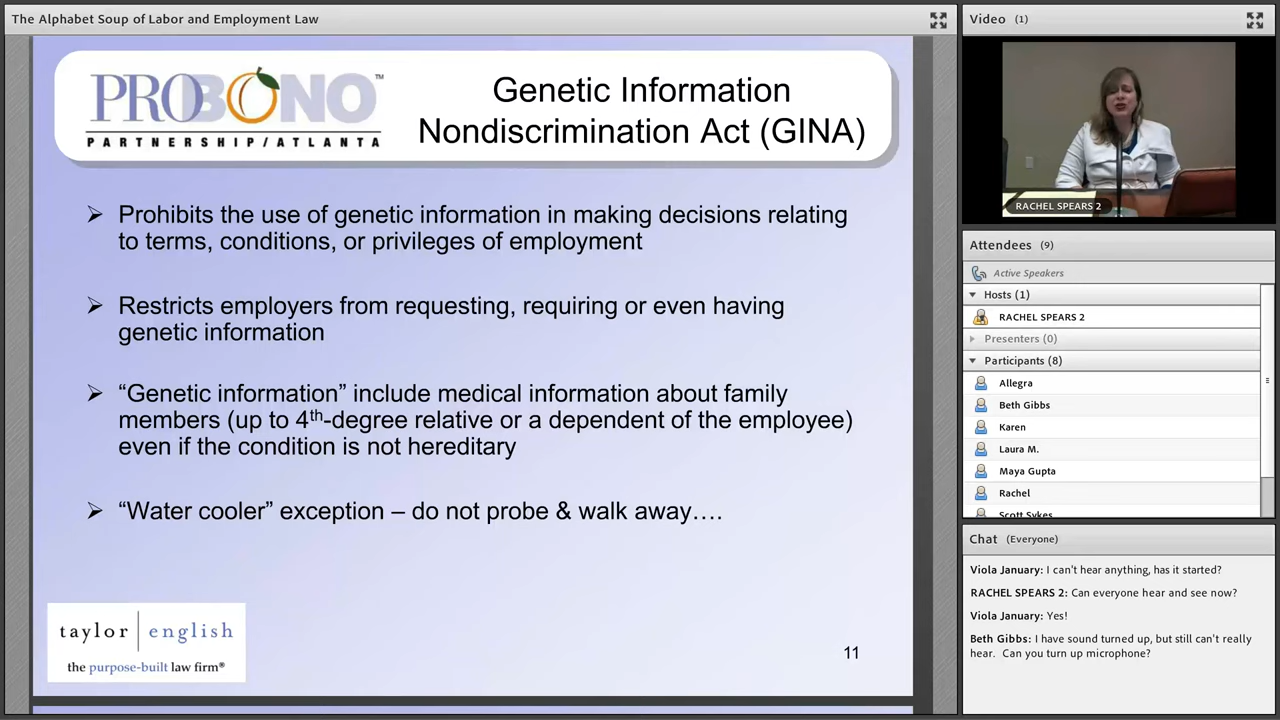 The Alphabet Soup of Labor and Employment Law
PROBONO™
PARTNERSHIP/ATLANTA
Genetic Information
Nondiscrimination Act (GINA)
➢ Prohibits the use of genetic information in making decisions relating
to terms, conditions, or privileges of employment
➢ Restricts employers from requesting, requiring or even having
genetic information
➢ “Genetic information” include medical information about family
members (up to 4th-degree relative or a dependent of the employee)
even if the condition is not hereditary
➢ “Water cooler” exception – do not probe & walk away….
taylor | english
the purpose-built law firm®
11
Video (1)
RACHEL SPEARS 2
Attendees (9)
Active Speakers
Hosts (1)
RACHEL SPEARS 2
Presenters (0)
Participants (8)
Allegra
Beth Gibbs
Karen
Laura M.
Maya Gupta
Rachel
Scott Sykes
Chat (Everyone)
Viola January: I can't hear anything, has it started?
RACHEL SPEARS 2: Can everyone hear and see now?
Viola January: Yes!
Beth Gibbs: I have sound turned up, but still can't really
hear. Can you turn up microphone?